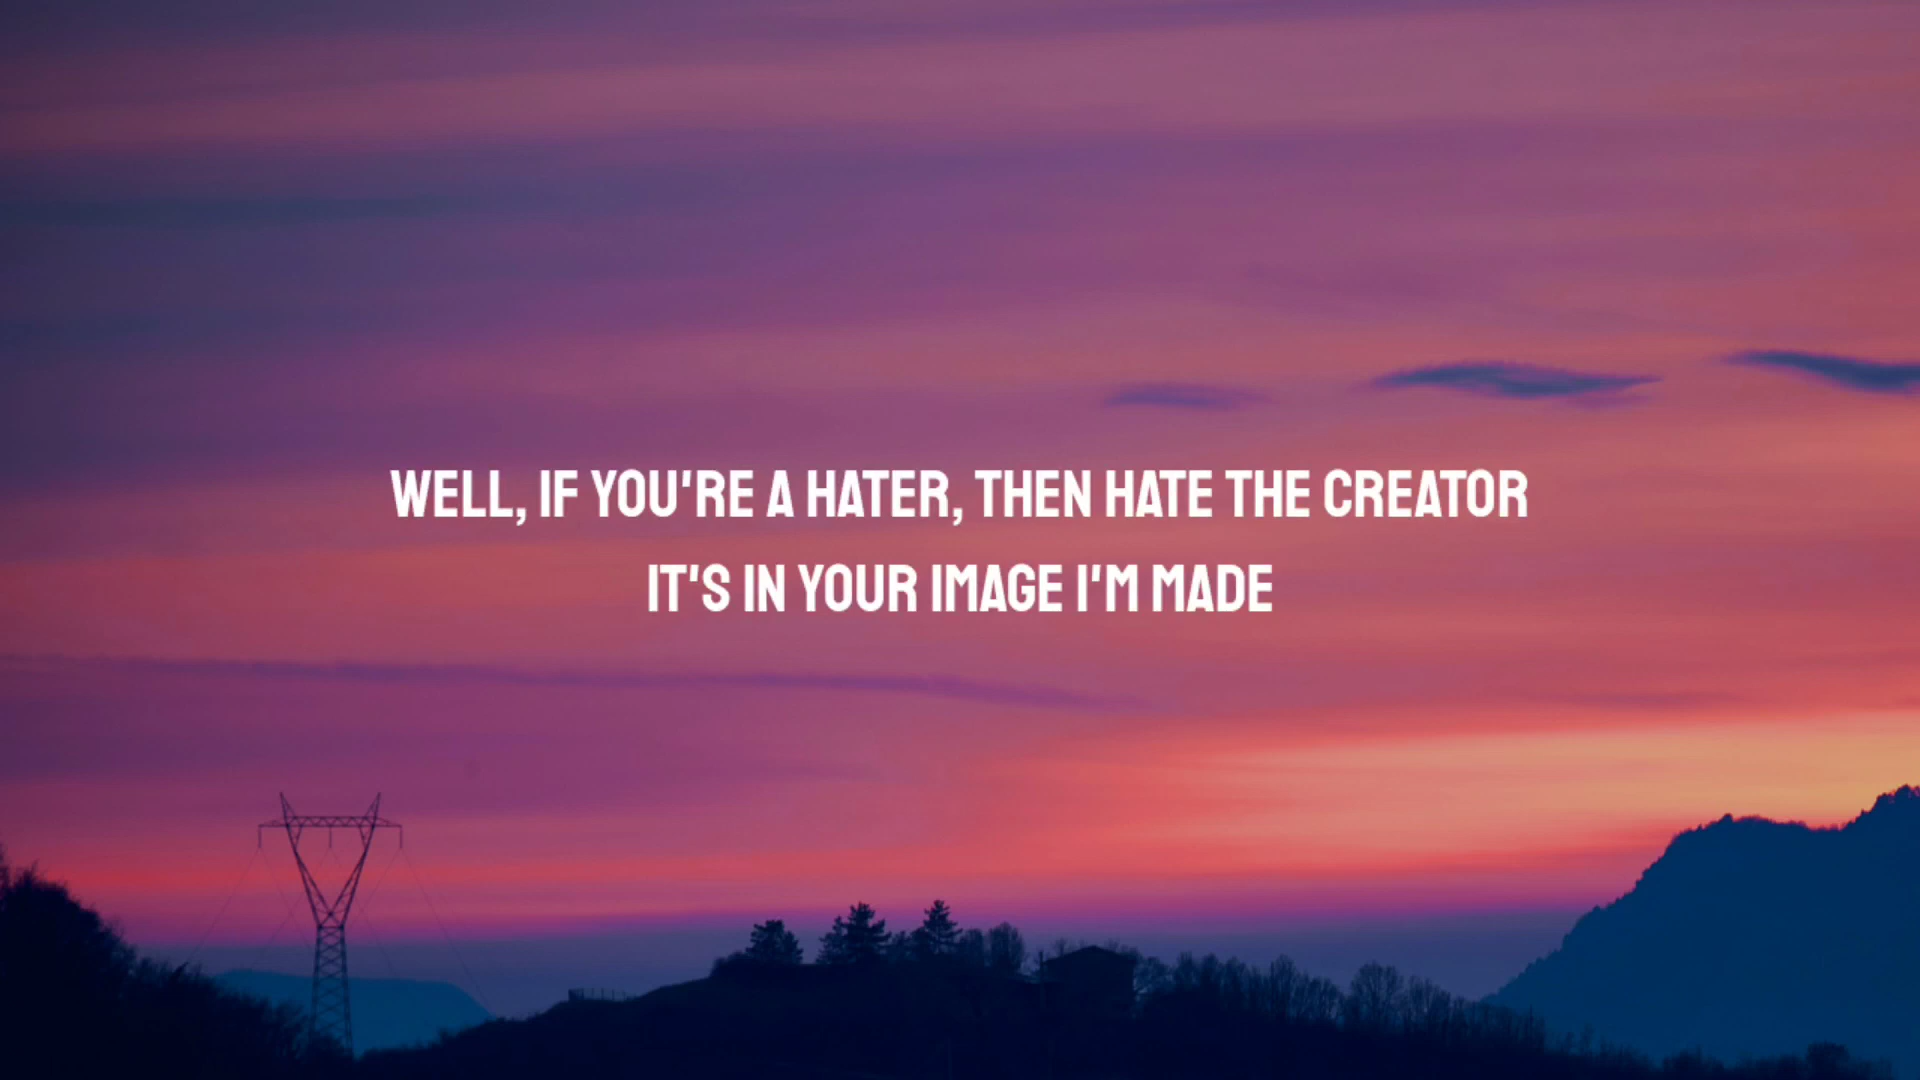 WELL, IF YOU'RE A HATER, THEN HATE THE CREATOR
IT'S IN YOUR IMAGE I'M MADE